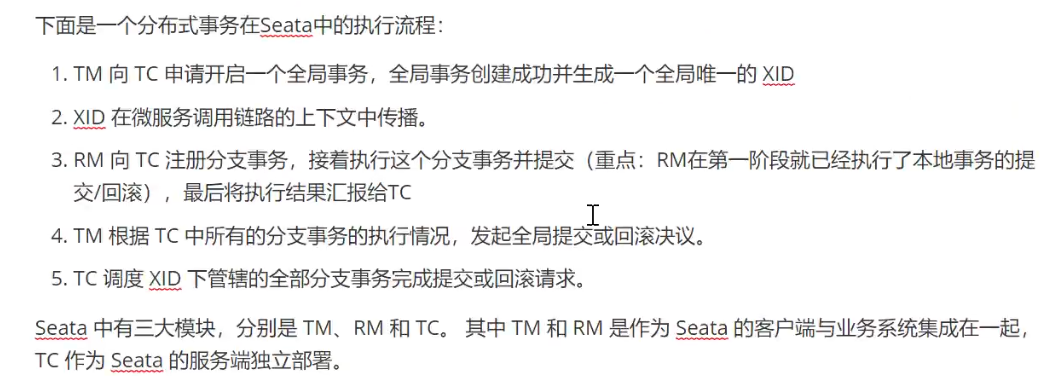 下面是一个分布式事务在Seata中的执行流程：
1. TM 向 TC 申请开启一个全局事务，全局事务创建成功并生成一个全局唯一的 XID
2. XID 在微服务调用链路的上下文中传播。
3. RM 向 TC 注册分支事务，接着执行这个分支事务并提交（重点：RM在第一阶段就已经执行了本地事务的提
交/回滚），最后将执行结果汇报给TC
4. TM 根据 TC 中所有的分支事务的执行情况，发起全局提交或回滚决议。
5. TC 调度 XID 下管辖的全部分支事务完成提交或回滚请求。
Seata 中有三大模块，分别是 TM、RM 和 TC。 其中 TM 和 RM 是作为 Seata 的客户端与业务系统集成在一起，
TC 作为 Seata 的服务端独立部署。